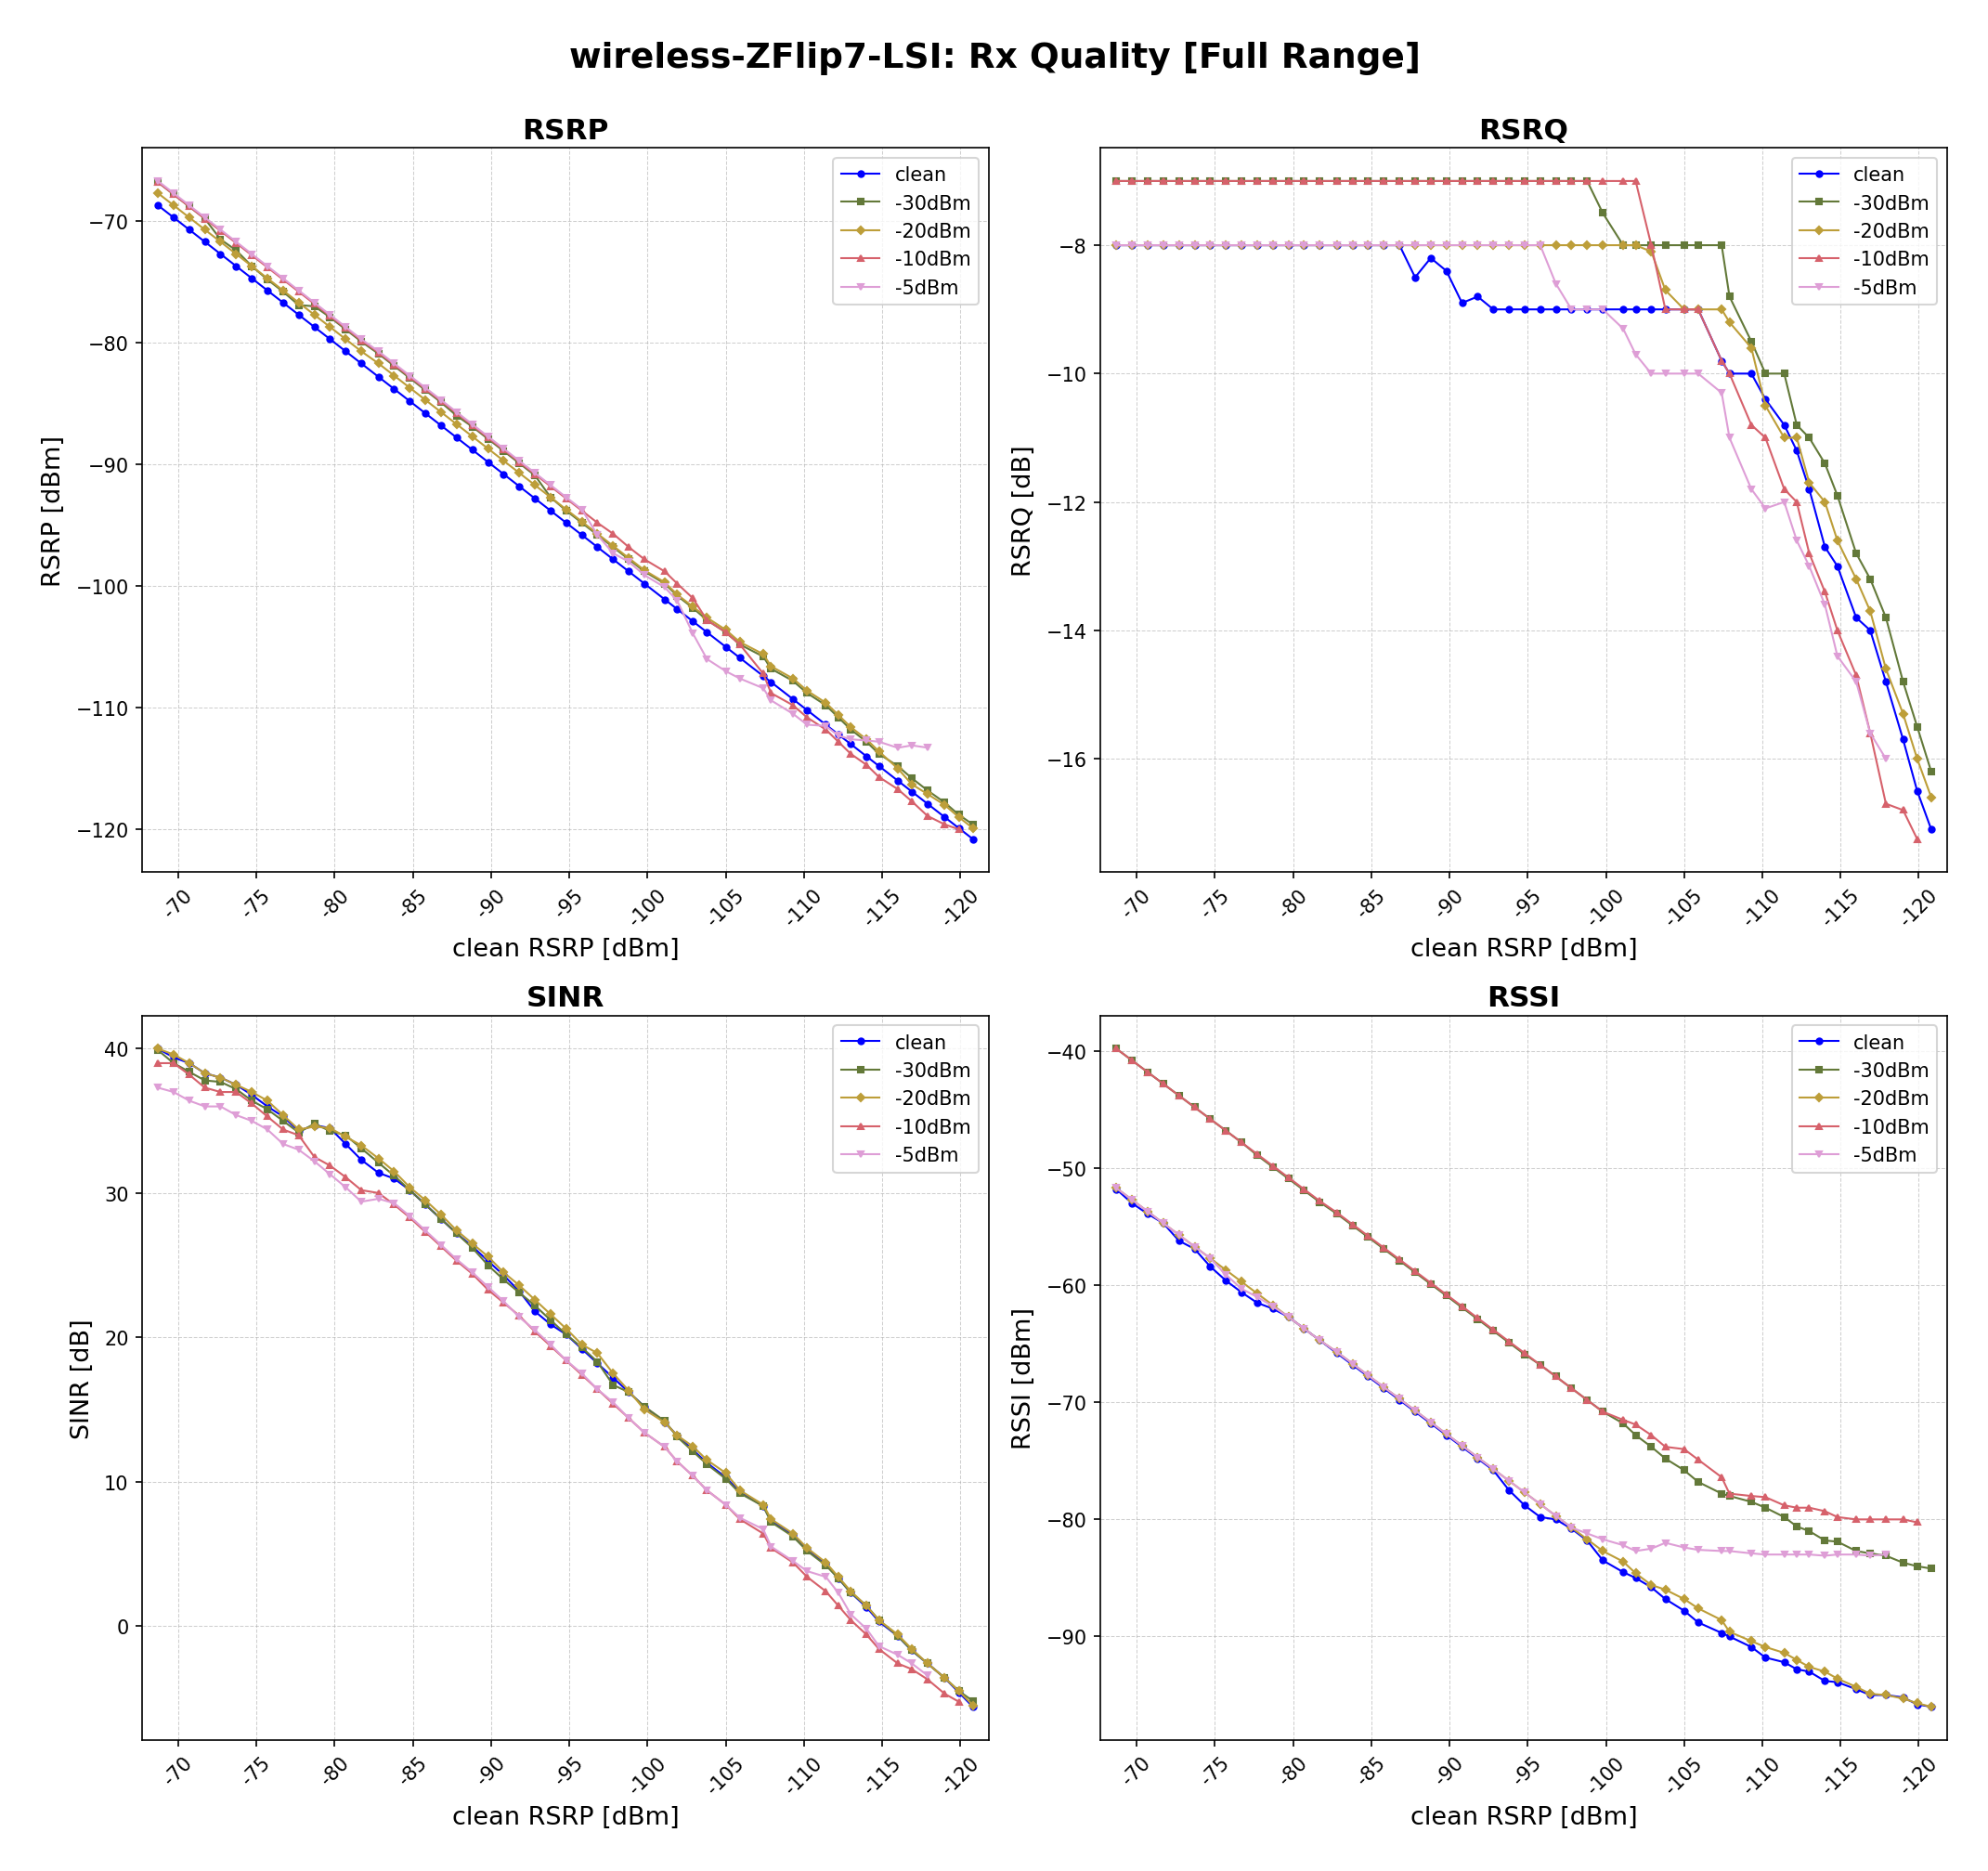 wireless-ZFlip7-LSI: Rx Quality [Full Range]
RSRP
RSRP [dBm]
−70
−80
−90
−100
−110
−120
clean
-30dBm
-20dBm
-10dBm
-5dBm
-70
-75
-80
-85
-90
-95
-100
-105
-110
-115
-120
clean RSRP [dBm]
RSRQ
RSRQ [dB]
−8
−10
−12
−14
−16
clean
-30dBm
-20dBm
-10dBm
-5dBm
-70
-75
-80
-85
-90
-95
-100
-105
-110
-115
-120
clean RSRP [dBm]
SINR
SINR [dB]
40
30
20
10
0
clean
-30dBm
-20dBm
-10dBm
-5dBm
-70
-75
-80
-85
-90
-95
-100
-105
-110
-115
-120
clean RSRP [dBm]
RSSI
RSSI [dBm]
−40
−50
−60
−70
−80
−90
clean
-30dBm
-20dBm
-10dBm
-5dBm
-70
-75
-80
-85
-90
-95
-100
-105
-110
-115
-120
clean RSRP [dBm]